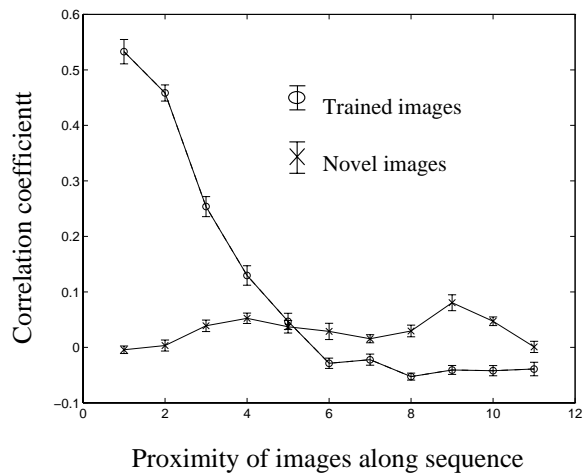 0.6
0.5
0.4
0.3
0.2
0.1
0
−0.1
Correlation coefficientt
Trained images
Novel images
0 2 4 6 8 10 12
Proximity of images along sequence